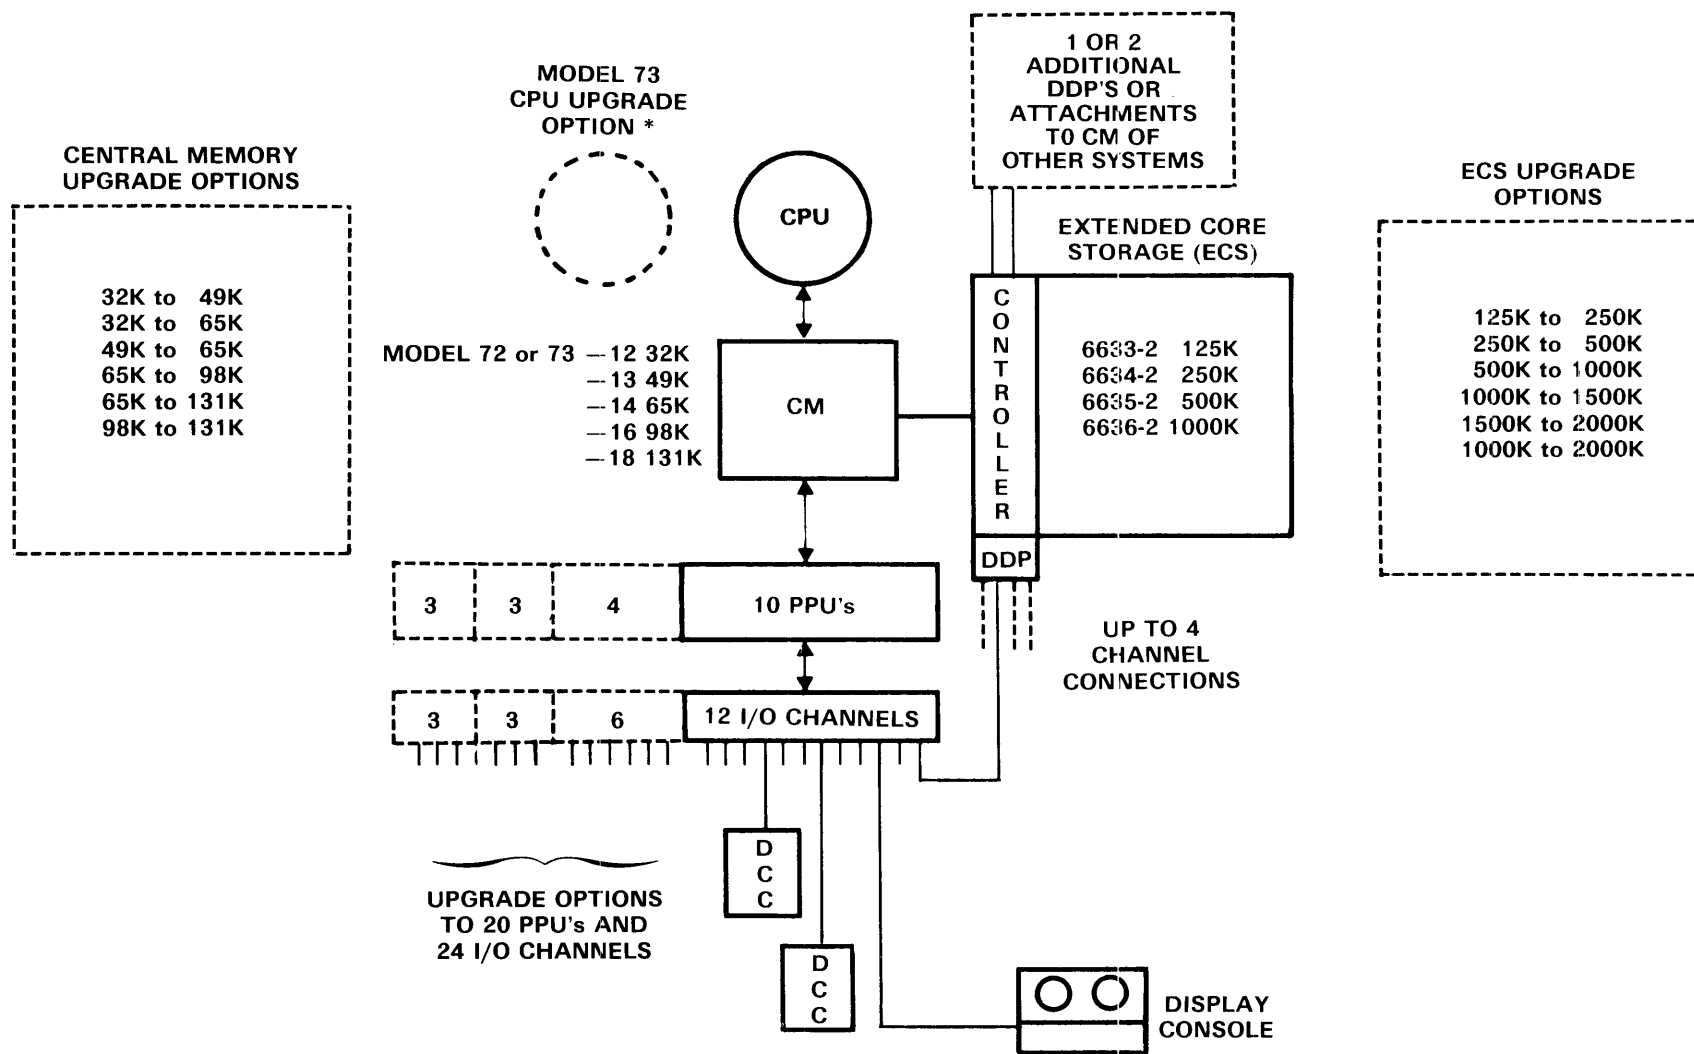 CENTRAL MEMORY
UPGRADE OPTIONS
32K to 49K
32K to 65K
49K to 65K
65K to 98K
65K to 131K
98K to 131K
MODEL 73
CPU UPGRADE
OPTION *
CPU
1 OR 2
ADDITIONAL
DDP'S OR
ATTACHMENTS
TO CM OF
OTHER SYSTEMS
MODEL 72 or 73 —12 32K
—13 49K
—14 65K
—16 98K
—18 131K
CM
EXTENDED CORE
STORAGE (ECS)
CONTROLLER
6633-2 125K
6634-2 250K
6635-2 500K
6636-2 1000K
DDP
ECS UPGRADE
OPTIONS
125K to 250K
250K to 500K
500K to 1000K
1000K to 1500K
1500K to 2000K
1000K to 2000K
3 3 4 10 PPU's
UP TO 4
CHANNEL
CONNECTIONS
3 3 6 12 I/O CHANNELS
UPGRADE OPTIONS
TO 20 PPU's AND
24 I/O CHANNELS
DCC
DCC
DISPLAY
CONSOLE